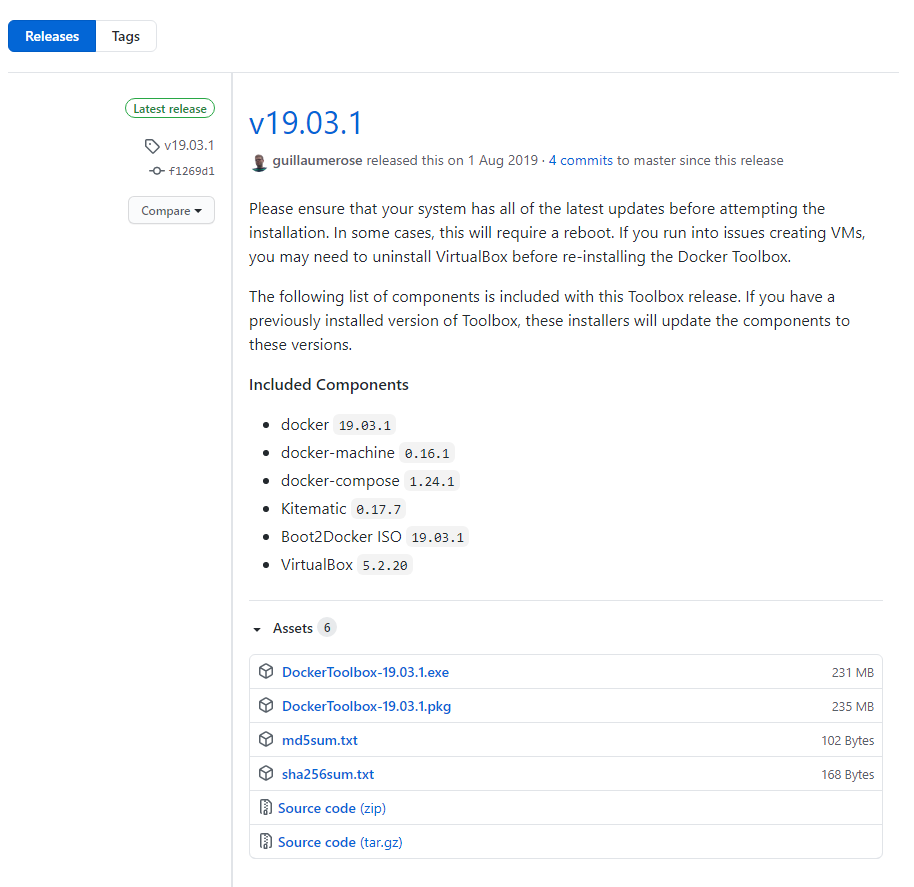 Releases
Tags
Latest release
v19.03.1
f1269d1
Compare
v19.03.1
guillaumerose released this on 1 Aug 2019 · 4 commits to master since this release
Please ensure that your system has all of the latest updates before attempting the
installation. In some cases, this will require a reboot. If you run into issues creating VMs,
you may need to uninstall VirtualBox before re-installing the Docker Toolbox.
The following list of components is included with this Toolbox release. If you have a
previously installed version of Toolbox, these installers will update the components to
these versions.
Included Components
docker 19.03.1
docker-machine 0.16.1
docker-compose 1.24.1
Kitematic 0.17.7
Boot2Docker ISO 19.03.1
VirtualBox 5.2.20
Assets 6
DockerToolbox-19.03.1.exe 231 MB
DockerToolbox-19.03.1.pkg 235 MB
md5sum.txt 102 Bytes
sha256sum.txt 168 Bytes
Source code (zip)
Source code (tar.gz)